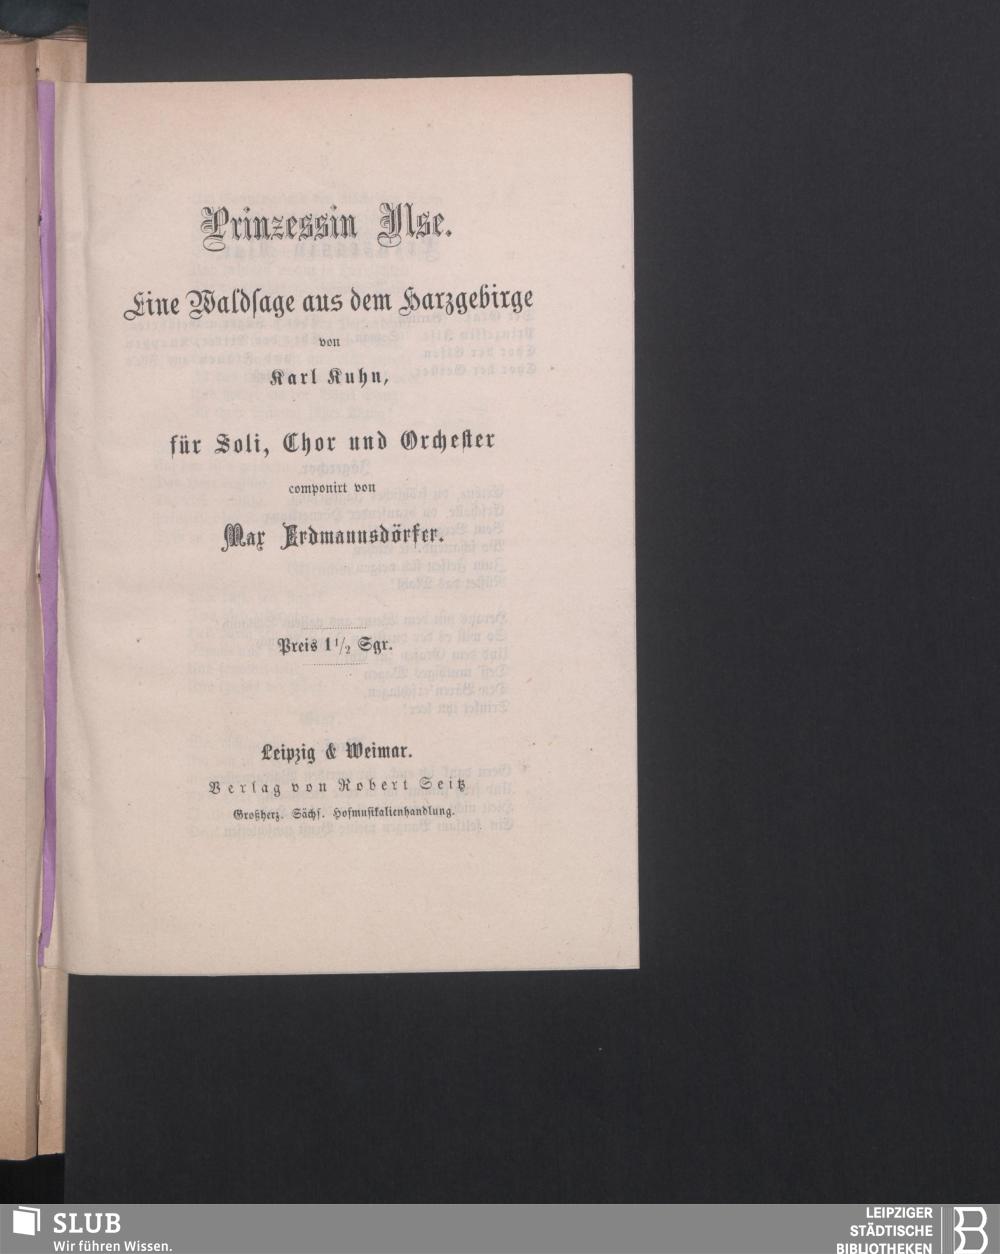 Prinzessin Ilse.
Eine Waldsage aus dem Harzgebirge
von
Karl Kuhn,
für Soli, Chor und Orchester
componirt von
Max Erdmannsdörfer.
Preis 1 1/2 Sgr.
Leipzig & Weimar.
Verlag von Robert Seitz
Großherz. Sächs. Hofmusikalienhandlung.
SLUB
Wir führen Wissen.
LEIPZIGER
STÄDTISCHE
BIBLIOTHEKEN